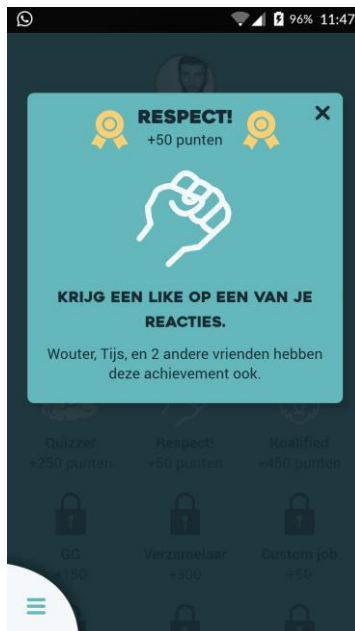 96% 11:47
RESPECT!
+50 punten
KRIJG EEN LIKE OP EEN VAN JE
REACTIES.
Wouter, Tijs, en 2 andere vrienden hebben
deze achievement ook.
Quizzer Respect! Koalified
+250 punten +50 punten +450 punten
GG Verzamelaar Custom job
+150 +300 +50